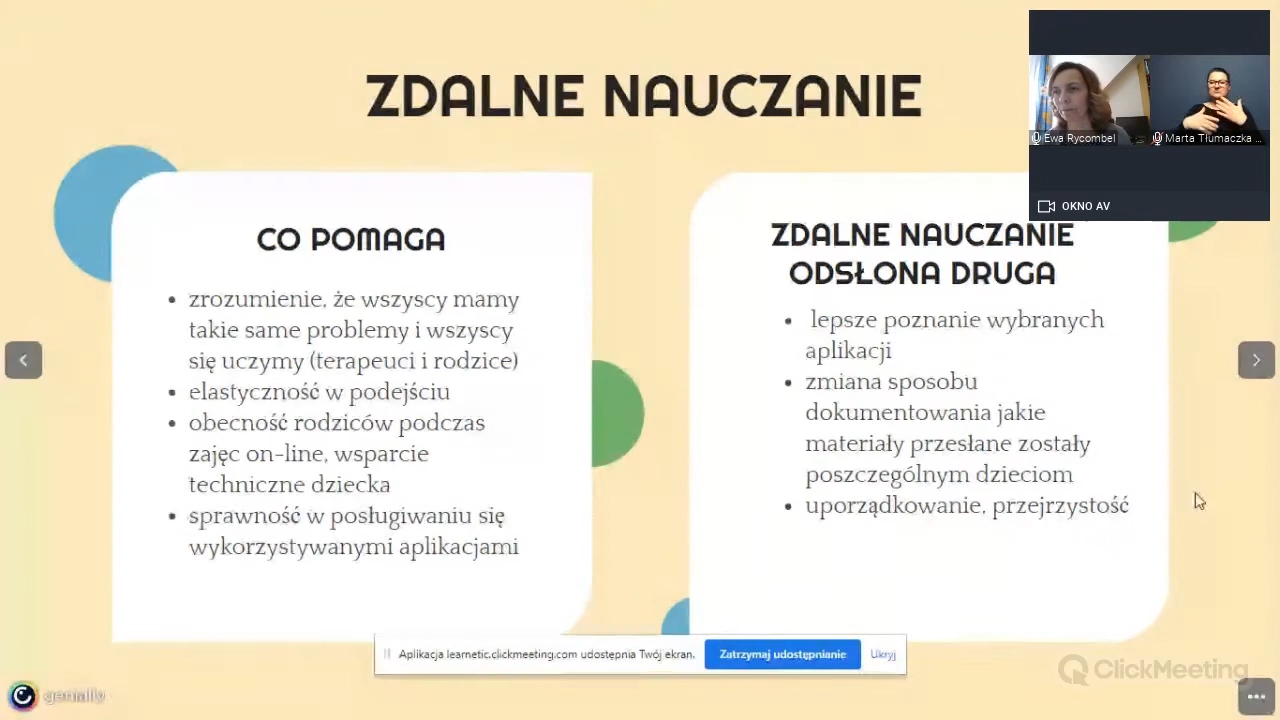 ZDALNE NAUCZANIE
Ewa Rycombel
Marta Tłumaczka ...
OKNO AV
CO POMAGA
• zrozumienie, że wszyscy mamy
takie same problemy i wszyscy
się uczymy (terapeuci i rodzice)
• elastyczność w podejściu
• obecność rodziców podczas
zajęc on-line, wsparcie
techniczne dziecka
• sprawność w posługiwaniu się
wykorzystywanymi aplikacjami
ZDALNE NAUCZANIE
ODSŁONA DRUGA
• lepsze poznanie wybranych
aplikacji
• zmiana sposobu
dokumentowania jakie
materiały przesłane zostały
poszczególnym dzieciom
• uporządkowanie, przejrzystość
Aplikacja learnetic.clickmeeting.com udostępnia Twój ekran.
Zatrzymaj udostępnianie
Ukryj
ClickMeeting
genially